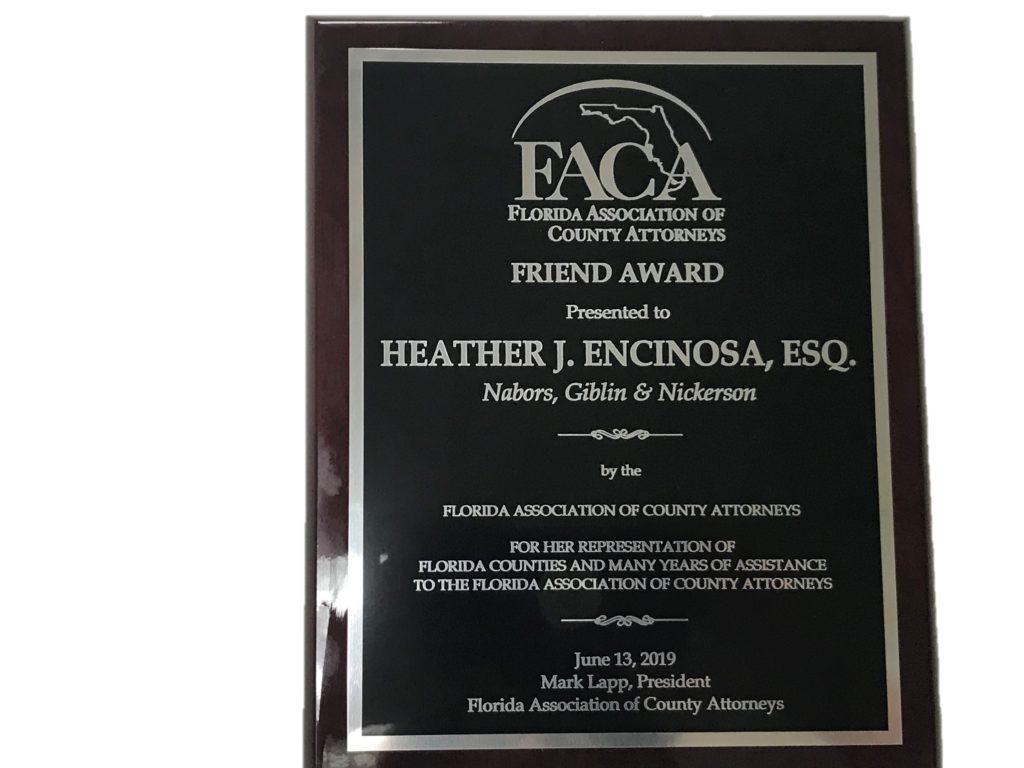 FACA
FLORIDA ASSOCIATION OF
COUNTY ATTORNEYS
FRIEND AWARD
Presented to
HEATHER J. ENCINOSA, ESQ.
Nabors, Giblin & Nickerson
by the
FLORIDA ASSOCIATION OF COUNTY ATTORNEYS
FOR HER REPRESENTATION OF
FLORIDA COUNTIES AND MANY YEARS OF ASSISTANCE
TO THE FLORIDA ASSOCIATION OF COUNTY ATTORNEYS
June 13, 2019
Mark Lapp, President
Florida Association of County Attorneys